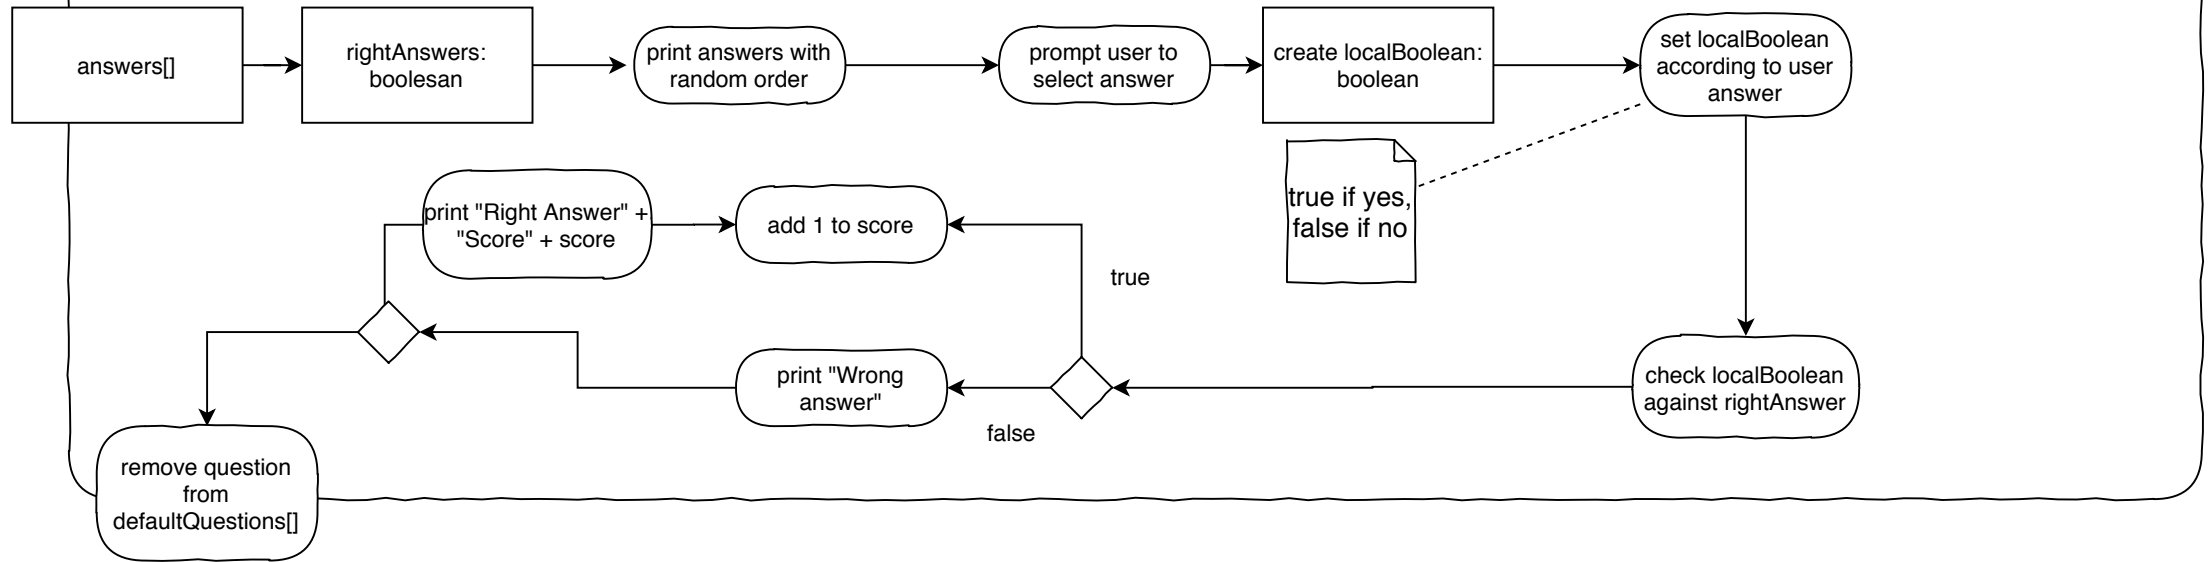 answers[]
rightAnswers:
boolesan
print answers with
random order
prompt user to
select answer
create localBoolean:
boolean
set localBoolean
according to user
answer
true if yes,
false if no
print "Right Answer" +
"Score" + score
add 1 to score
true
print "Wrong
answer"
false
check localBoolean
against rightAnswer
remove question
from
defaultQuestions[]